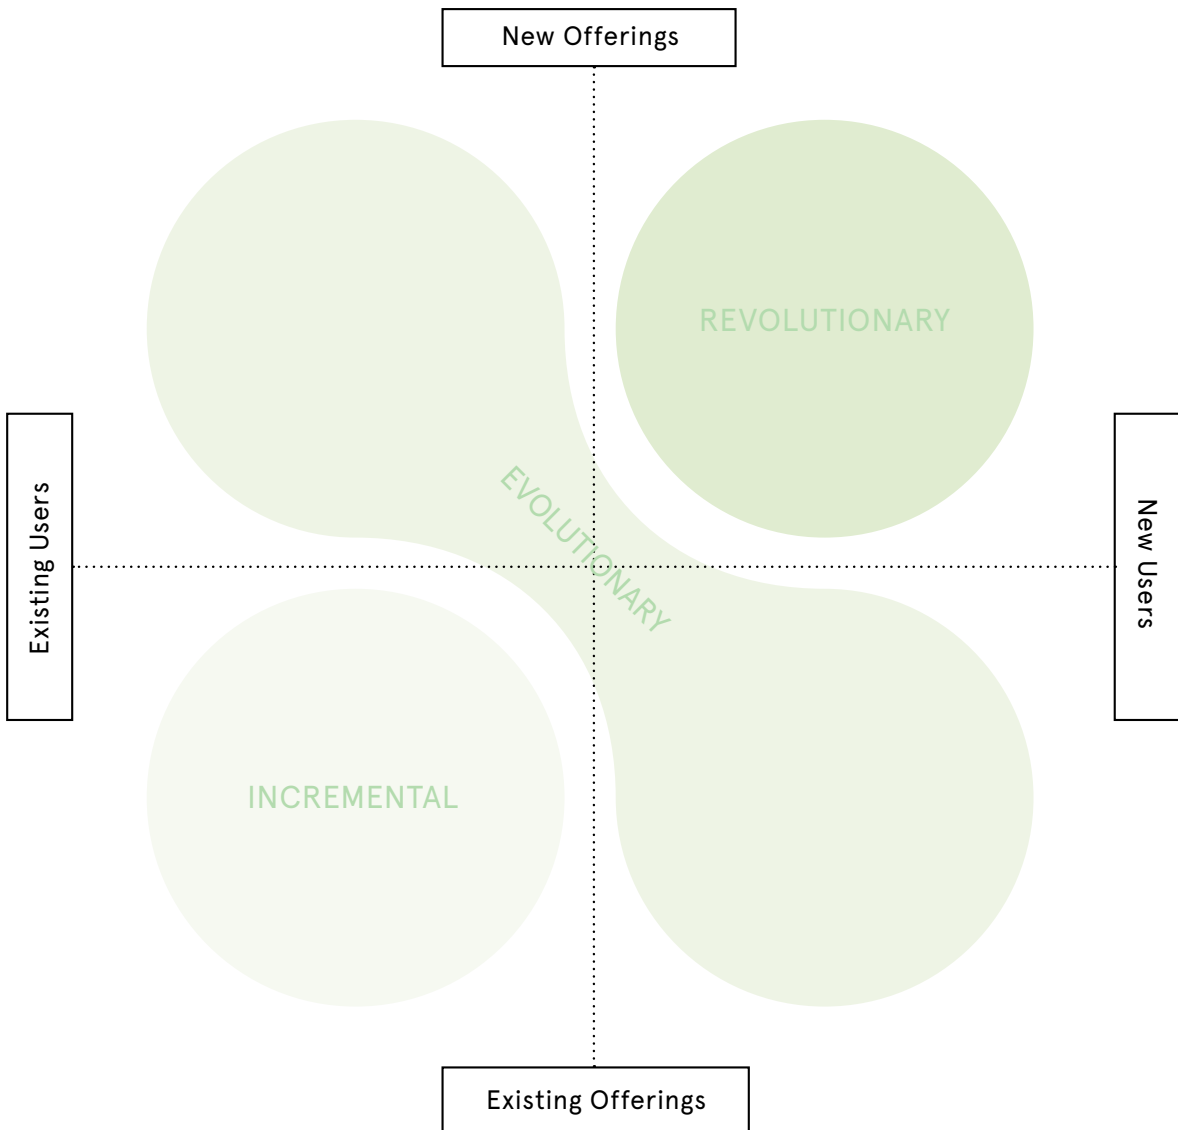 New Offerings
REVOLUTIONARY
EVOLUTIONARY
Existing Users
New Users
INCREMENTAL
Existing Offerings